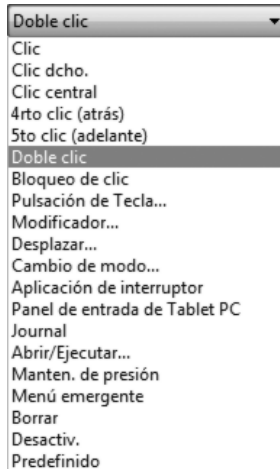 Doble clic
Clic
Clic dcho.
Clic central
4rto clic (atrás)
5to clic (adelante)
Doble clic
Bloqueo de clic
Pulsación de Tecla...
Modificador...
Desplazar...
Cambio de modo...
Aplicación de interruptor
Panel de entrada de Tablet PC
Journal
Abrir/Ejecutar...
Manten. de presión
Menú emergente
Borrar
Desactiv.
Predefinido